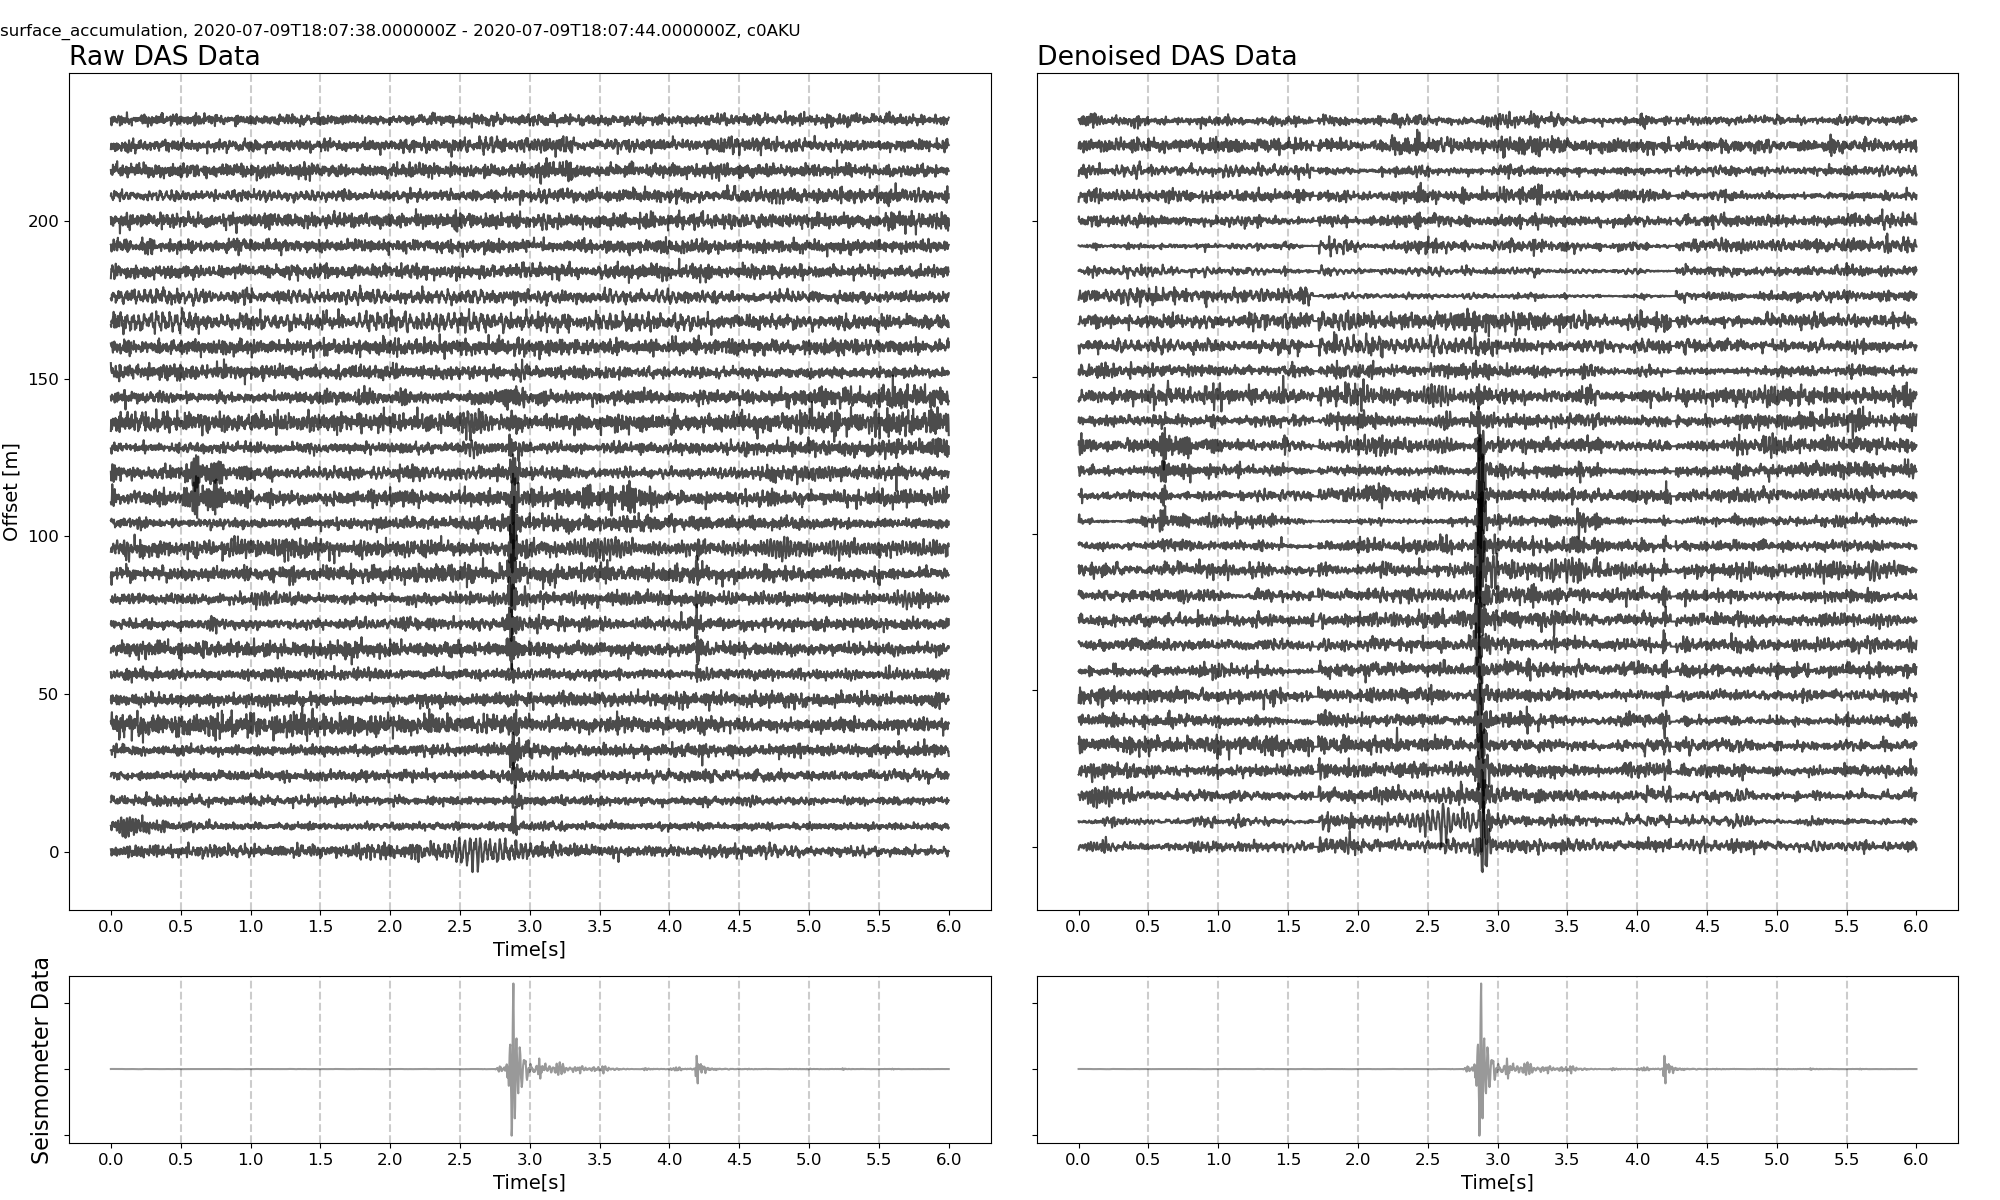 surface_accumulation, 2020-07-09T18:07:38.000000Z - 2020-07-09T18:07:44.000000Z, c0AKU
Raw DAS Data
Denoised DAS Data
Offset [m]
200
150
100
50
0
0.0 0.5 1.0 1.5 2.0 2.5 3.0 3.5 4.0 4.5 5.0 5.5 6.0
Time[s]
0.0 0.5 1.0 1.5 2.0 2.5 3.0 3.5 4.0 4.5 5.0 5.5 6.0
Seismometer Data
0.0 0.5 1.0 1.5 2.0 2.5 3.0 3.5 4.0 4.5 5.0 5.5 6.0
Time[s]
0.0 0.5 1.0 1.5 2.0 2.5 3.0 3.5 4.0 4.5 5.0 5.5 6.0
Time[s]